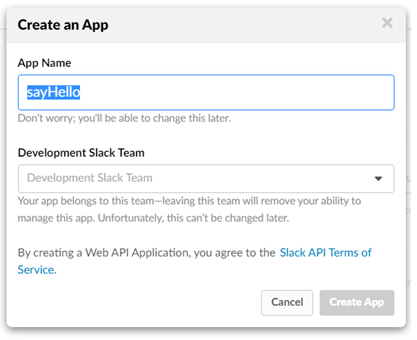 Create an App
App Name
sayHello
Don't worry; you'll be able to change this later.
Development Slack Team
Development Slack Team
Your app belongs to this team—leaving this team will remove your ability to
manage this app. Unfortunately, this can't be changed later.
By creating a Web API Application, you agree to the Slack API Terms of
Service.
Cancel
Create App